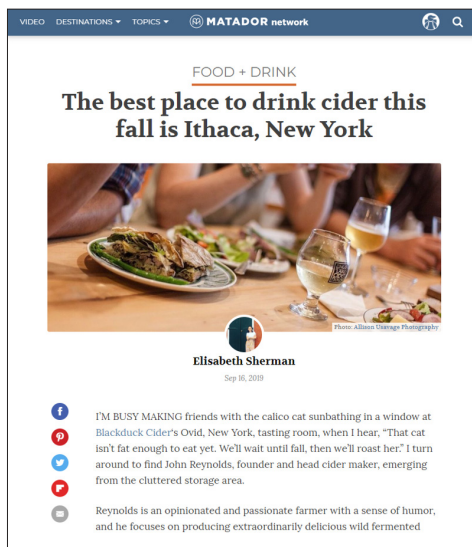 VIDEO DESTINATIONS TOPICS MATADOR network
FOOD + DRINK
The best place to drink cider this
fall is Ithaca, New York
Photo: Allison Usavage Photography
Elisabeth Sherman
Sep 16, 2019
I'M BUSY MAKING friends with the calico cat sunbathing in a window at
Blackduck Cider's Ovid, New York, tasting room, when I hear, “That cat
isn't fat enough to eat yet. We'll wait until fall, then we'll roast her.” I turn
around to find John Reynolds, founder and head cider maker, emerging
from the cluttered storage area.
Reynolds is an opinionated and passionate farmer with a sense of humor,
and he focuses on producing extraordinarily delicious wild fermented